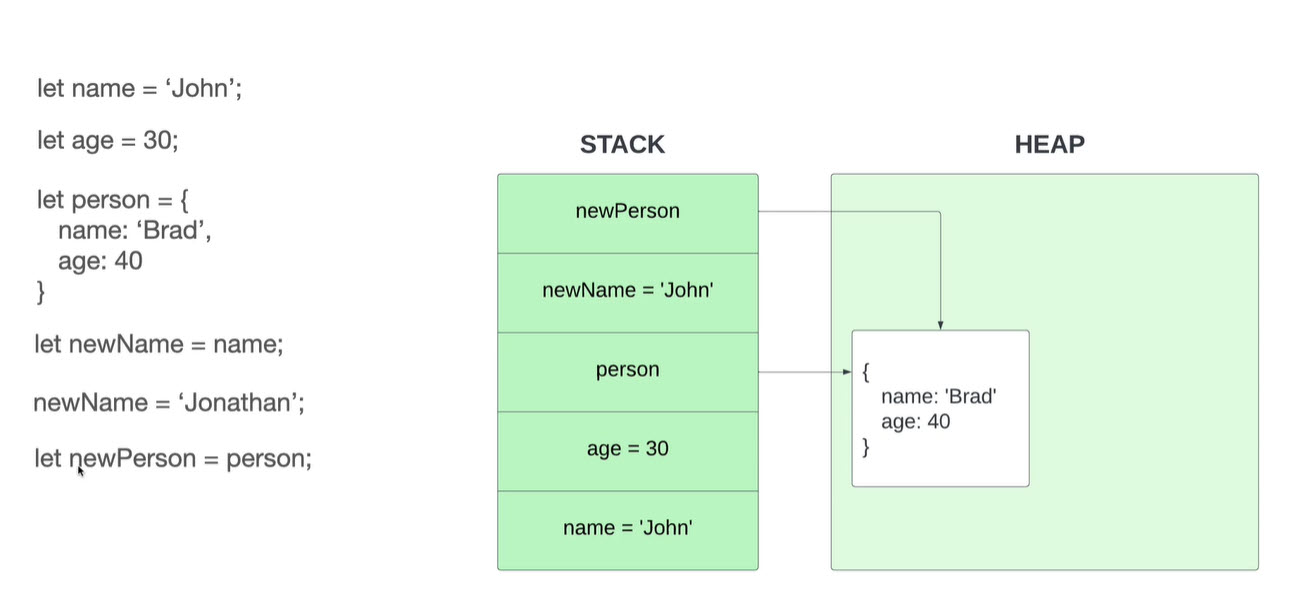 let name = ‘John’;
let age = 30;
let person = {
name: ‘Brad’,
age: 40
}
let newName = name;
newName = ‘Jonathan’;
let newPerson = person;
STACK
newPerson
newName = 'John'
person
age = 30
name = 'John'
HEAP
{
name: 'Brad'
age: 40
}